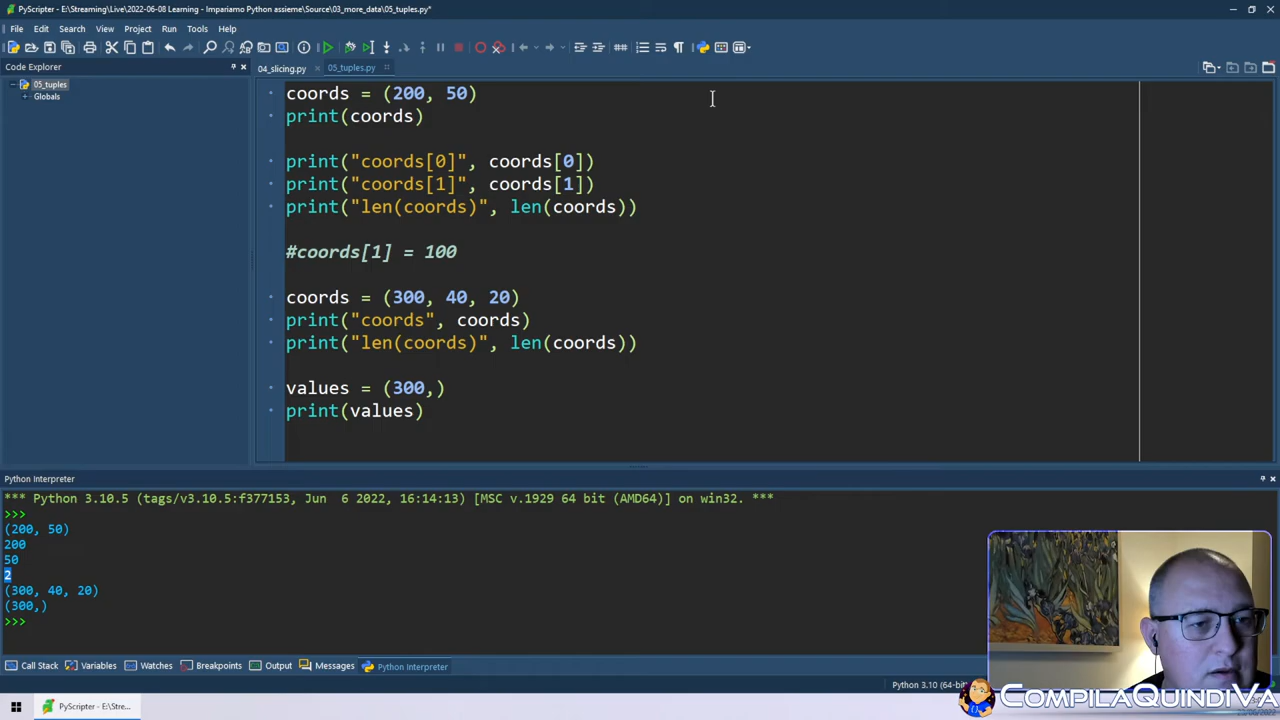 PyScripter - E:\Streaming\Live\2022-06-08 Learning - Impariamo Python assieme\Source\03_more_data\05_tuples.py*
File Edit Search View Project Run Tools Help
Code Explorer
04_slicing.py 05_tuples.py
05_tuples
Globals
coords = (200, 50)
print(coords)
print("coords[0]", coords[0])
print("coords[1]", coords[1])
print("len(coords)", len(coords))
#coords[1] = 100
coords = (300, 40, 20)
print("coords", coords)
print("len(coords)", len(coords))
values = (300,)
print(values)
Python Interpreter
*** Python 3.10.5 (tags/v3.10.5:f377153, Jun 6 2022, 16:14:13) [MSC v.1929 64 bit (AMD64)] on win32. ***
>>>
(200, 50)
200
50
2
(300, 40, 20)
(300,)
>>>
Call Stack Variables Watches Breakpoints Output Messages Python Interpreter
Python 3.10 (64-bit)
PyScripter - E:\Stre...
CompilaQuindiVa